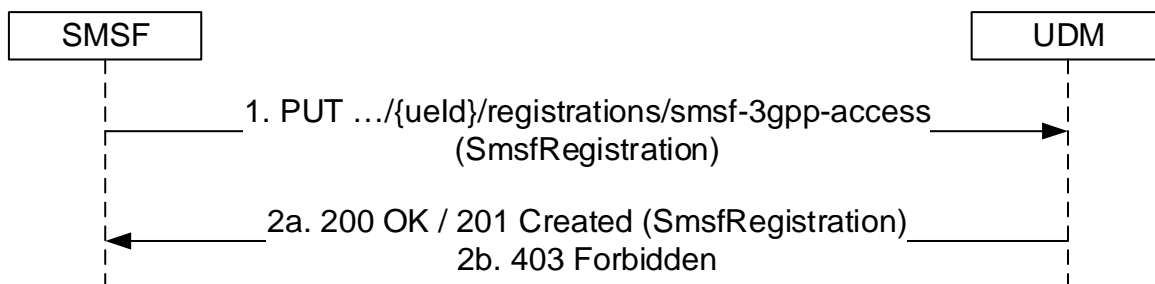 SMSF
UDM
1. PUT …/{ueId}/registrations/smsf-3gpp-access
(SmsfRegistration)
2a. 200 OK / 201 Created (SmsfRegistration)
2b. 403 Forbidden